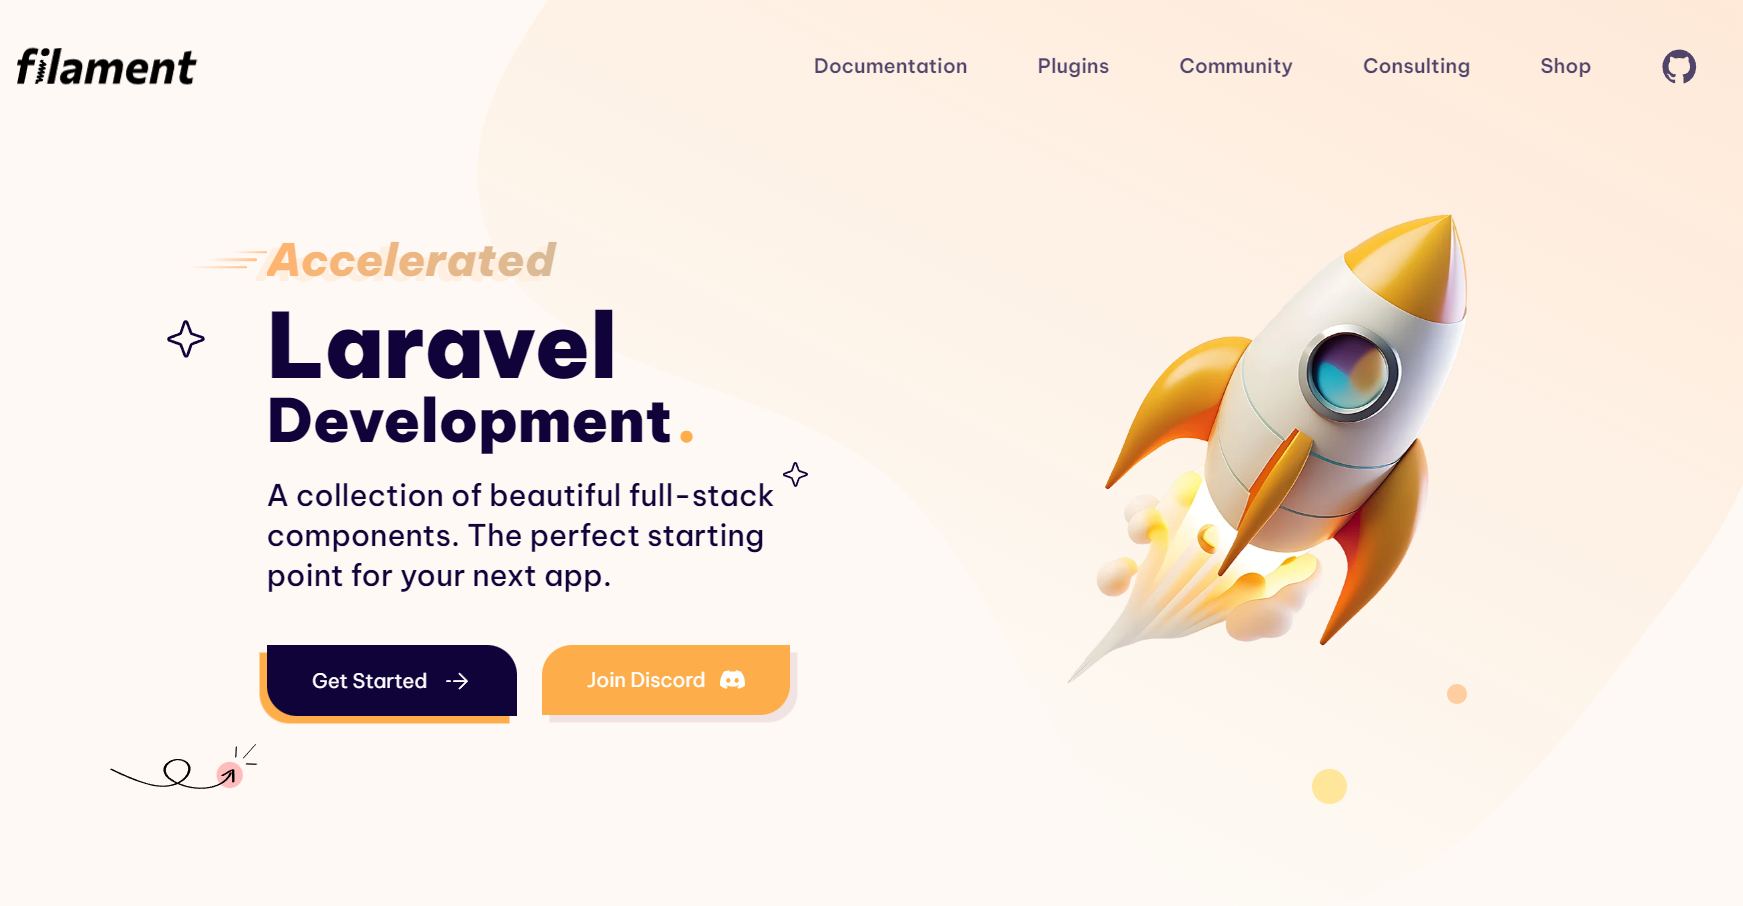 filament
Documentation Plugins Community Consulting Shop
Accelerated
Laravel
Development.
A collection of beautiful full-stack
components. The perfect starting
point for your next app.
Get Started
Join Discord